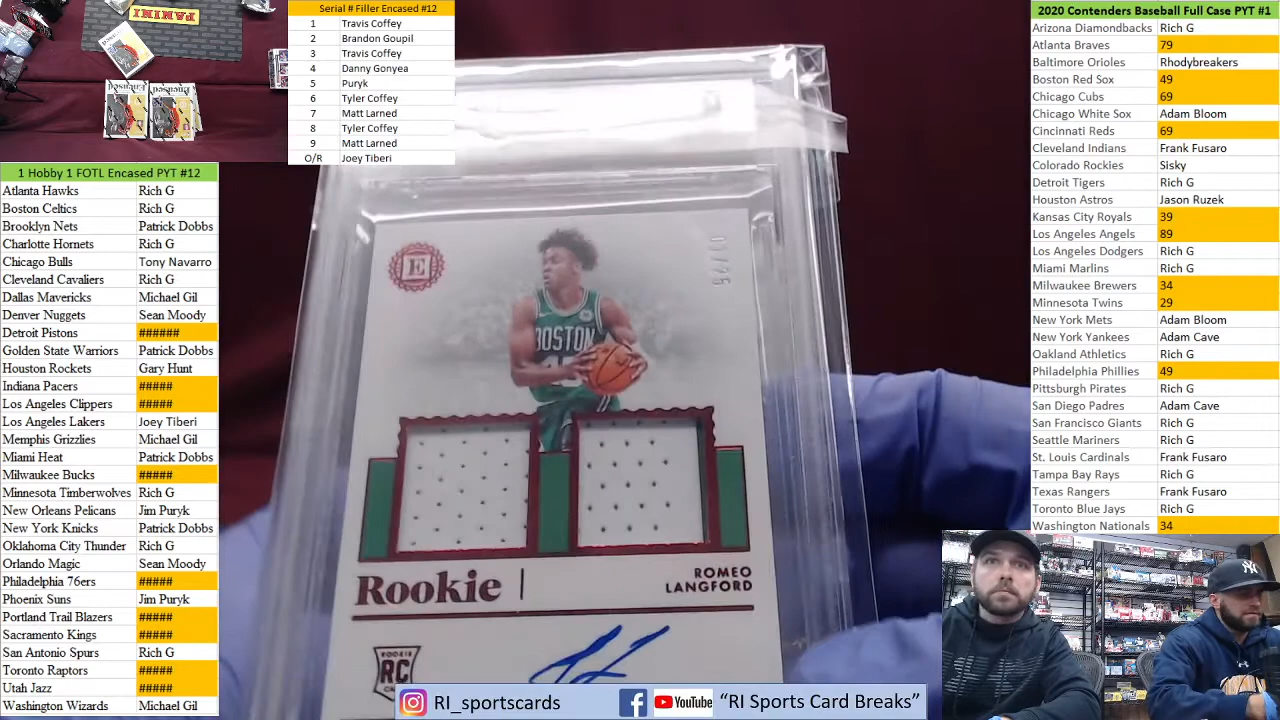 PANINI
Serial # Filler Encased #12
1 Travis Coffey
2 Brandon Goupil
3 Travis Coffey
4 Danny Gonyea
5 Puryk
6 Tyler Coffey
7 Matt Larned
8 Tyler Coffey
9 Matt Larned
O/R Joey Tiberi
1 Hobby 1 FOTL Encased PYT #12
Atlanta Hawks Rich G
Boston Celtics Rich G
Brooklyn Nets Patrick Dobbs
Charlotte Hornets Rich G
Chicago Bulls Tony Navarro
Cleveland Cavaliers Rich G
Dallas Mavericks Michael Gil
Denver Nuggets Sean Moody
Detroit Pistons ######
Golden State Warriors Patrick Dobbs
Houston Rockets Gary Hunt
Indiana Pacers #####
Los Angeles Clippers #####
Los Angeles Lakers Joey Tiberi
Memphis Grizzlies Michael Gil
Miami Heat Patrick Dobbs
Milwaukee Bucks #####
Minnesota Timberwolves Rich G
New Orleans Pelicans Jim Puryk
New York Knicks Patrick Dobbs
Oklahoma City Thunder Rich G
Orlando Magic Sean Moody
Philadelphia 76ers #####
Phoenix Suns Jim Puryk
Portland Trail Blazers #####
Sacramento Kings #####
San Antonio Spurs Rich G
Toronto Raptors #####
Utah Jazz #####
Washington Wizards Michael Gil
E
BOSTON
Rookie |
ROMEO
LANGFORD
ROOKIE
RC
RI_sportscards
YouTube "RI Sports Card Breaks"
2020 Contenders Baseball Full Case PYT #1
Arizona Diamondbacks Rich G
Atlanta Braves 79
Baltimore Orioles Rhodybreakers
Boston Red Sox 49
Chicago Cubs 69
Chicago White Sox Adam Bloom
Cincinnati Reds 69
Cleveland Indians Frank Fusaro
Colorado Rockies Sisky
Detroit Tigers Rich G
Houston Astros Jason Ruzek
Kansas City Royals 39
Los Angeles Angels 89
Los Angeles Dodgers Rich G
Miami Marlins Rich G
Milwaukee Brewers 34
Minnesota Twins 29
New York Mets Adam Bloom
New York Yankees Adam Cave
Oakland Athletics Rich G
Philadelphia Phillies 49
Pittsburgh Pirates Rich G
San Diego Padres Adam Cave
San Francisco Giants Rich G
Seattle Mariners Rich G
St. Louis Cardinals Frank Fusaro
Tampa Bay Rays Rich G
Texas Rangers Frank Fusaro
Toronto Blue Jays Rich G
Washington Nationals 34